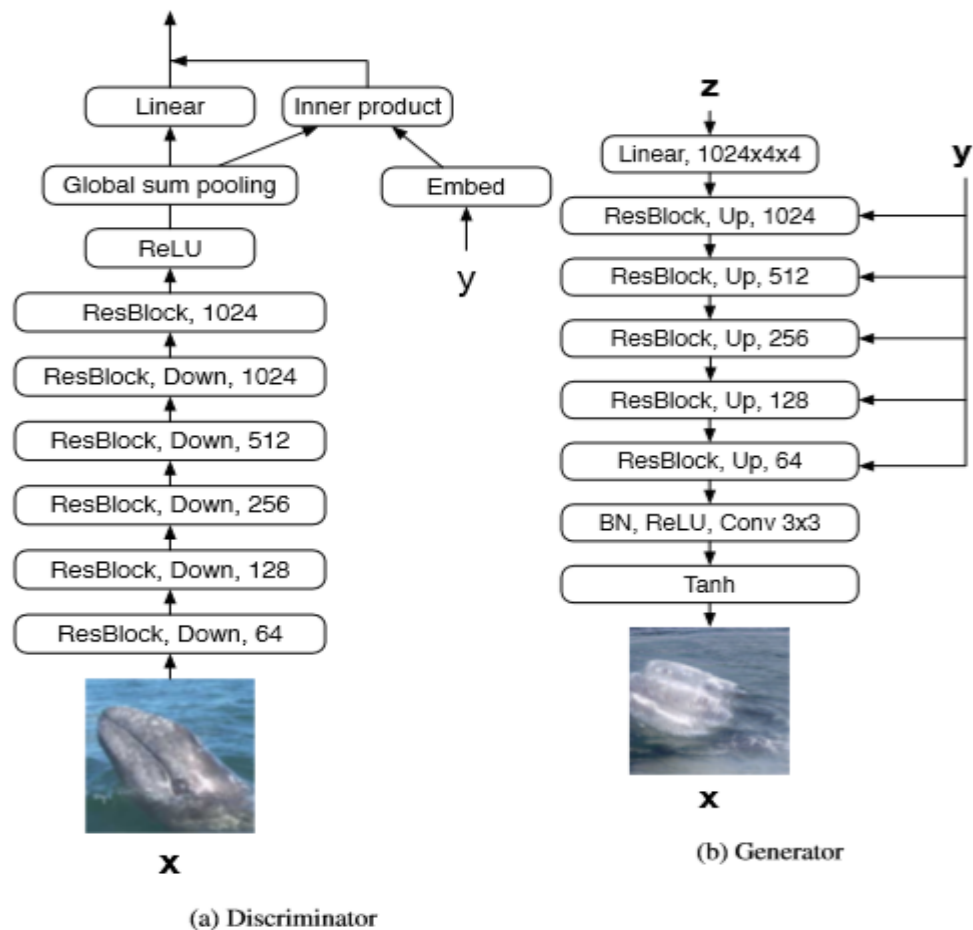 Linear
Inner product
Global sum pooling
Embed
ReLU
y
ResBlock, 1024
ResBlock, Down, 1024
ResBlock, Down, 512
ResBlock, Down, 256
ResBlock, Down, 128
ResBlock, Down, 64
x
(a) Discriminator
z
y
Linear, 1024x4x4
ResBlock, Up, 1024
ResBlock, Up, 512
ResBlock, Up, 256
ResBlock, Up, 128
ResBlock, Up, 64
BN, ReLU, Conv 3x3
Tanh
x
(b) Generator